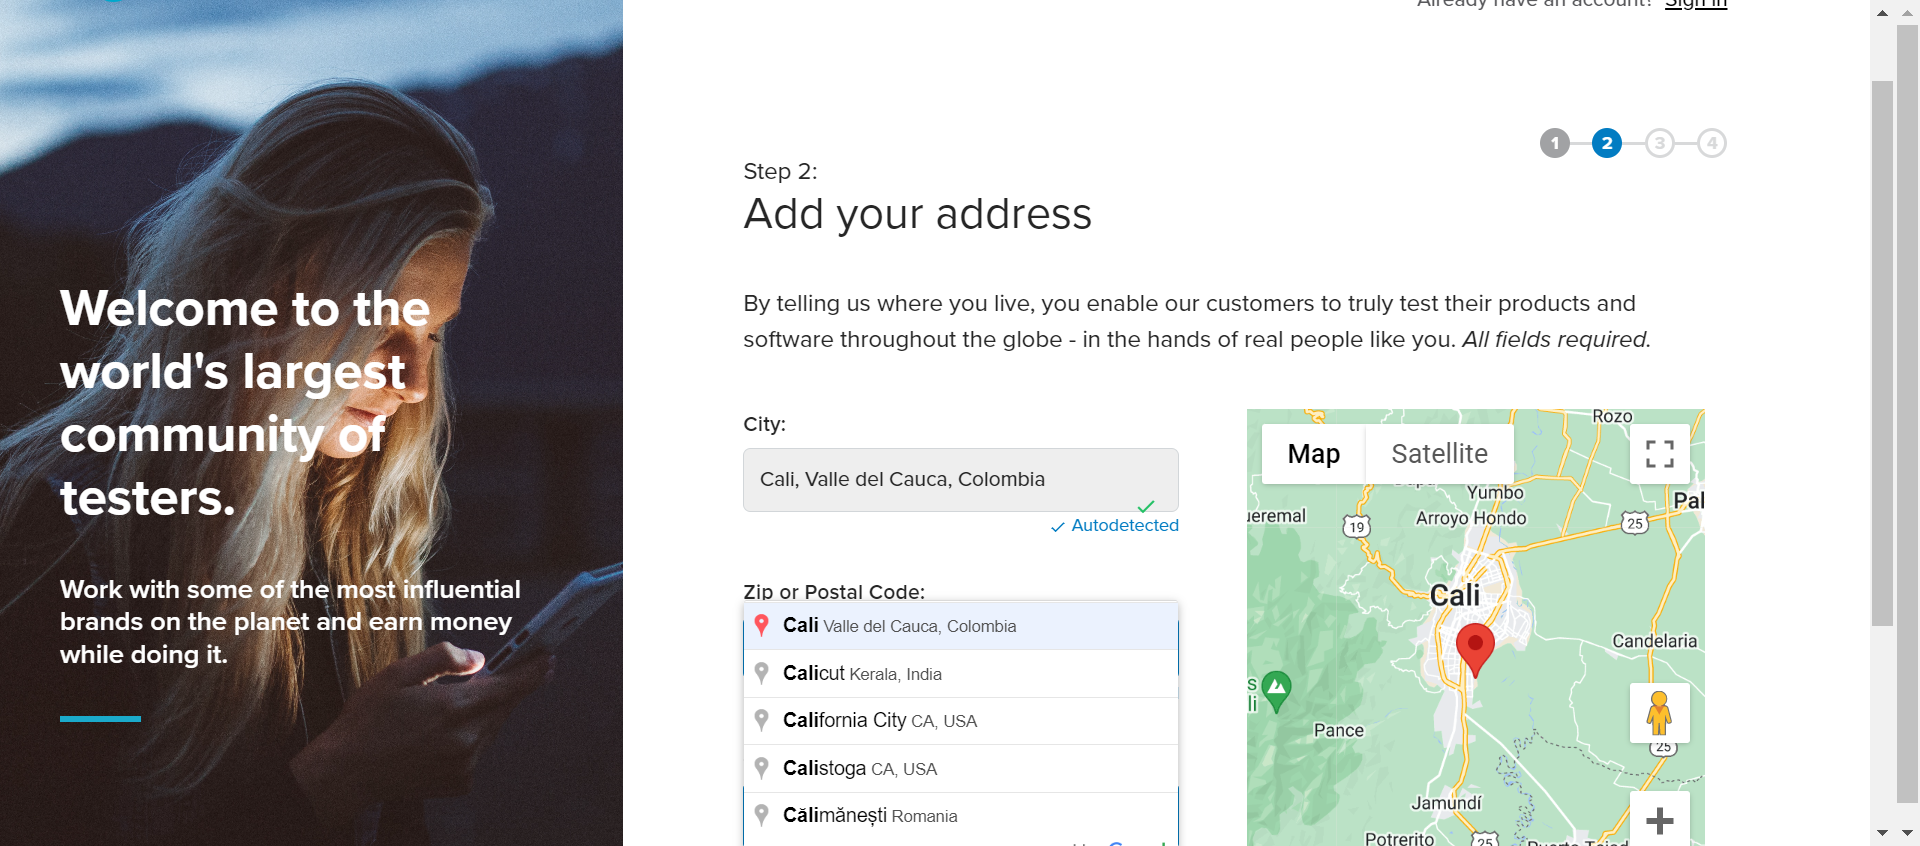 Already have an account? Sign in
1 2 3 4
Step 2:
Add your address
Welcome to the
world's largest
community of
testers.
Work with some of the most influential
brands on the planet and earn money
while doing it.
By telling us where you live, you enable our customers to truly test their products and
software throughout the globe - in the hands of real people like you. All fields required.
City:
Cali, Valle del Cauca, Colombia
Autodetected
Zip or Postal Code:
Cali Valle del Cauca, Colombia
Calicut Kerala, India
California City CA, USA
Calistoga CA, USA
Călimănești Romania
Map Satellite
Rozo
Yumbo
Arroyo Hondo
19
25
Cali
Candelaria
Pance
25
Jamundí
Potrerito
25